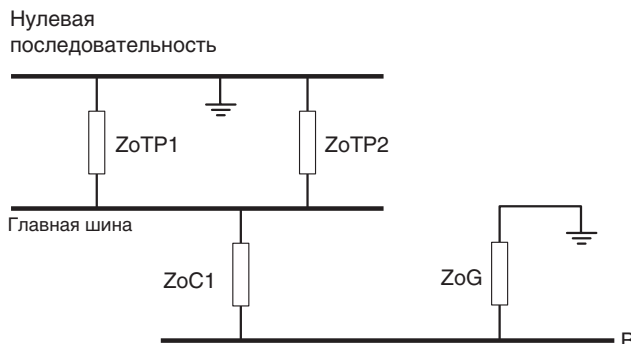 Нулевая
последовательность
ZoTP1
ZoTP2
Главная шина
ZoC1
ZoG